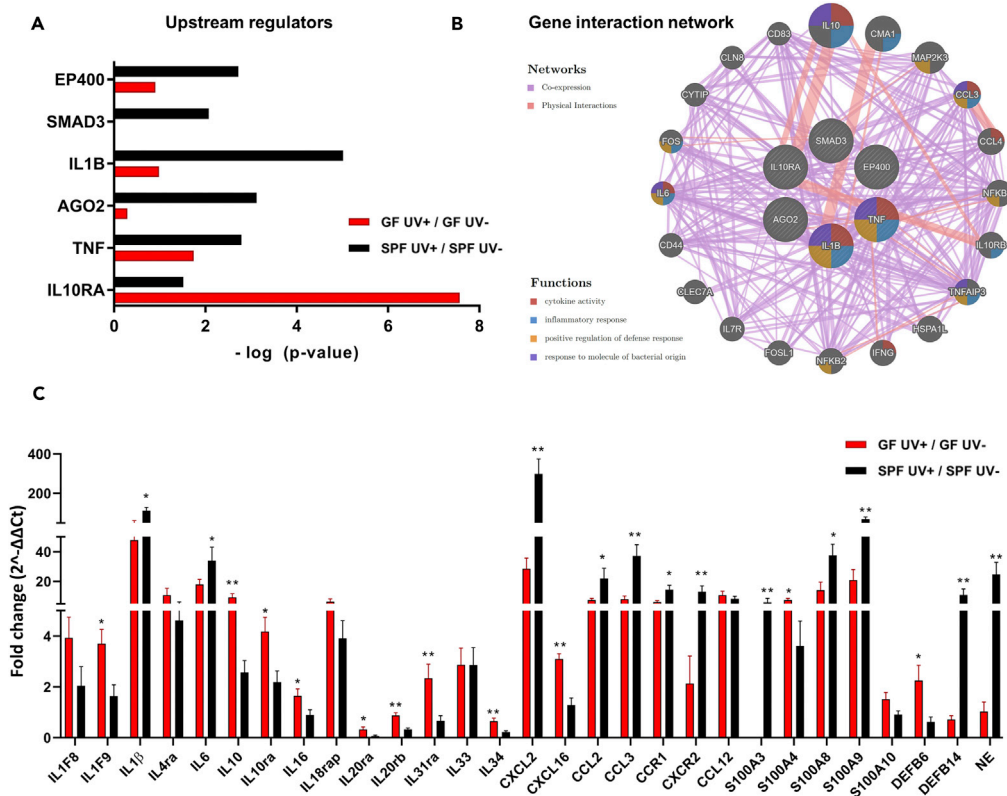 A
Upstream regulators
EP400
SMAD3
IL1B
AGO2
TNF
IL10RA
GF UV+ / GF UV-
SPF UV+ / SPF UV-
0
2
4
6
8
- log (p-value)
B
Gene interaction network
Networks
Co-expression
Physical Interactions
Functions
cytokine activity
inflammatory response
positive regulation of defense response
response to molecule of bacterial origin
IL10
CMA1
MAP2K3
CCL3
CCL4
IL10RB
TNFAIP3
HSPA1L
IFNG
NFKB2
FOSL1
IL7R
CLEC7A
CD44
IL6
FOS
CYTIP
CLN8
CD83
SMAD3
IL10RA
EP400
AGO2
TNF
IL1B
C
GF UV+ / GF UV-
SPF UV+ / SPF UV-
Fold change (2^-ΔΔCt)
400
200
40
20
4
2
0
*
*
*
**
*
*
*
**
**
**
**
**
*
**
*
**
**
*
*
**
*
**
**
IL1F8
IL1F9
IL1β
IL4ra
IL6
IL10
IL10ra
IL16
IL18rap
IL20ra
IL20rb
IL31ra
IL33
IL34
CXCL2
CXCL16
CCL2
CCL3
CCR1
CXCR2
CCL12
S100A3
S100A4
S100A8
S100A9
S100A10
DEFB6
DEFB14
NE